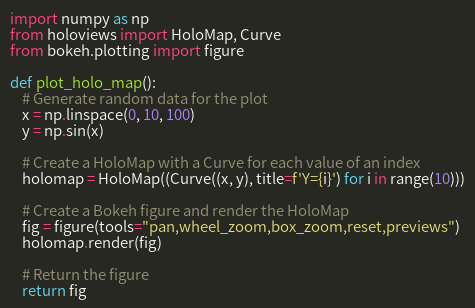 import numpy as np
from holoviews import HoloMap, Curve
from bokeh.plotting import figure

def plot_holo_map():
    # Generate random data for the plot
    x = np.linspace(0, 10, 100)
    y = np.sin(x)

    # Create a HoloMap with a Curve for each value of an index
    holomap = HoloMap((Curve((x, y), title=f'Y={i}') for i in range(10)))

    # Create a Bokeh figure and render the HoloMap
    fig = figure(tools="pan,wheel_zoom,box_zoom,reset,previews")
    holomap.render(fig)

    # Return the figure
    return fig